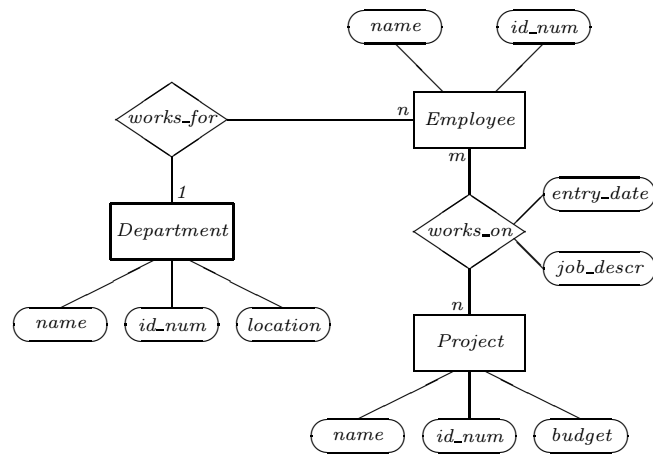 name
id_num
works_for
n
Employee
m
1
entry_date
Department
works_on
job_descr
n
name
id_num
location
Project
name
id_num
budget